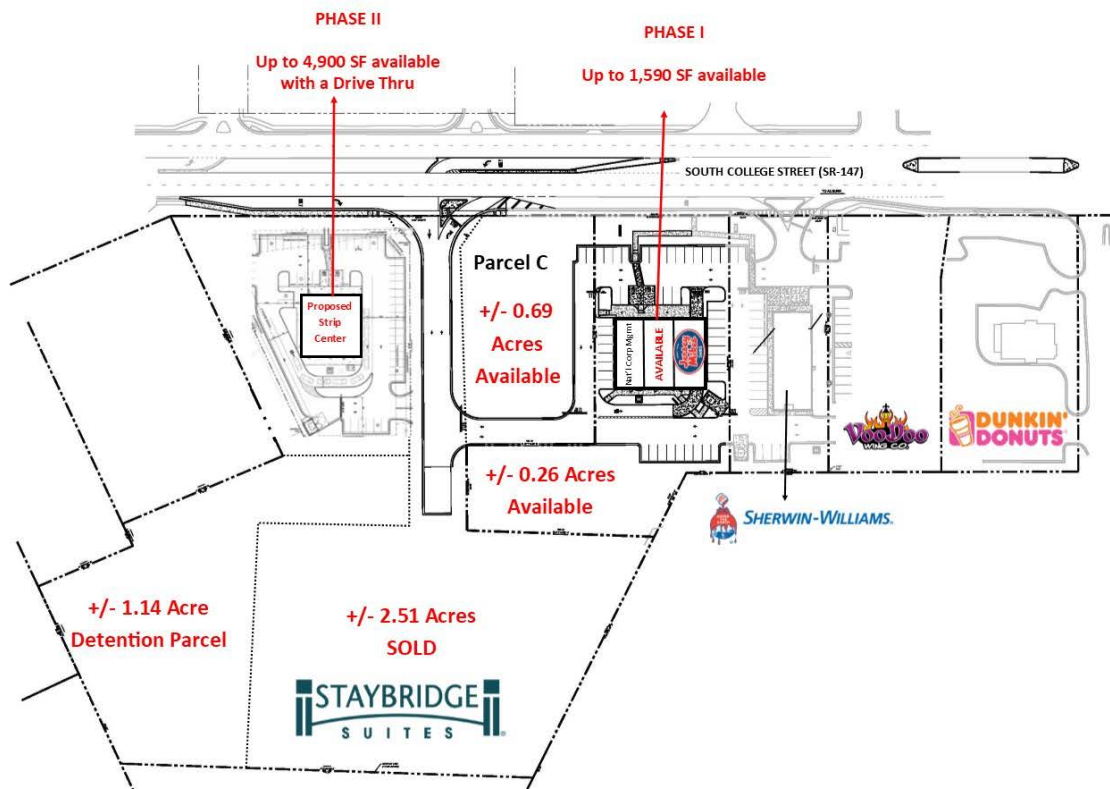 PHASE II
Up to 4,900 SF available
with a Drive Thru
PHASE I
Up to 1,590 SF available
SOUTH COLLEGE STREET (SR-147)
Parcel C
+/- 0.69
Acres
Available
Proposed
Strip
Center
Nat'l Corp Mgmt
AVAILABLE
VOODOO
WING CO.
DUNKIN'
DONUTS
+/- 0.26 Acres
Available
SHERWIN-WILLIAMS.
+/- 1.14 Acre
Detention Parcel
+/- 2.51 Acres
SOLD
STAYBRIDGE
SUITES